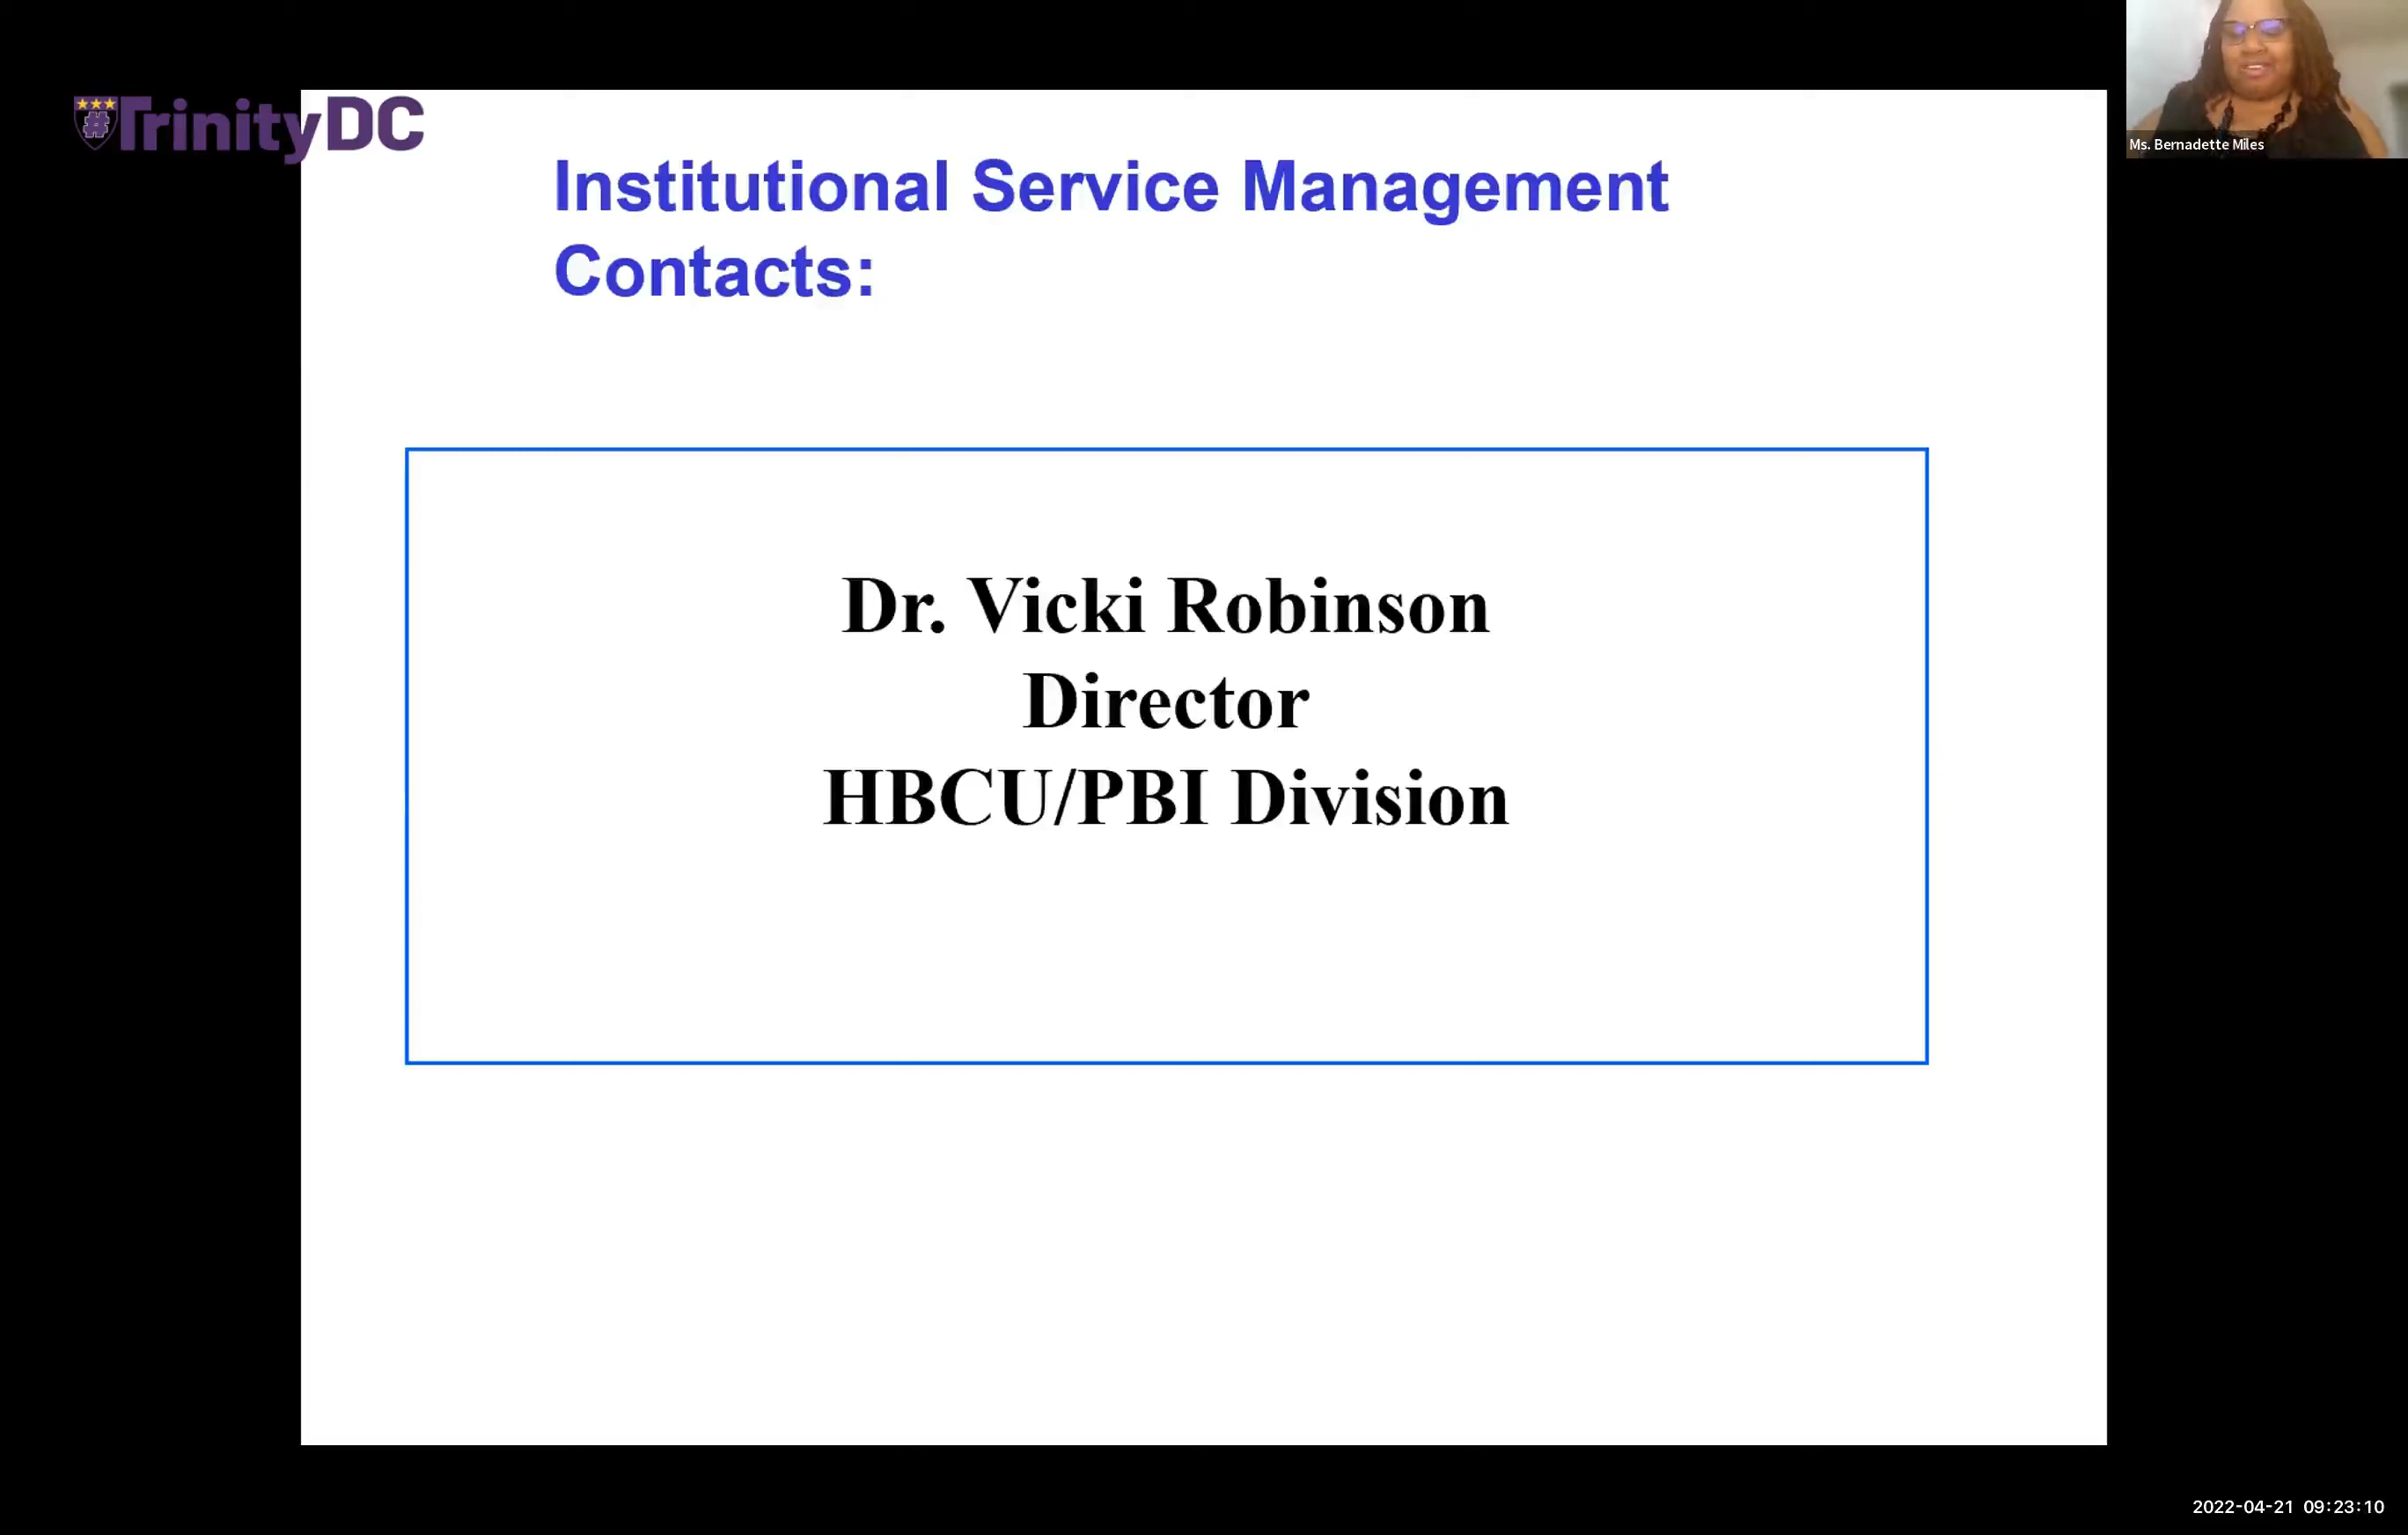 #TrinityDC
Ms. Bernadette Miles
Institutional Service Management
Contacts:
Dr. Vicki Robinson
Director
HBCU/PBI Division
2022-04-21 09:23:10